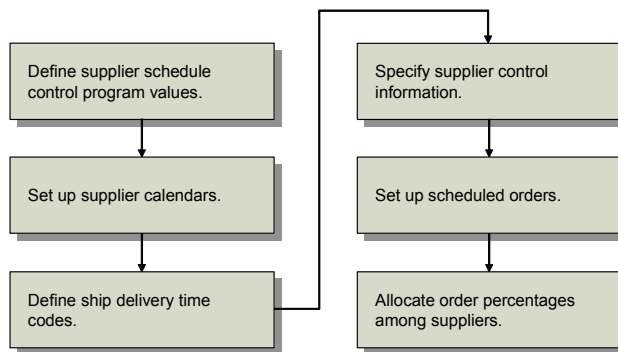 Define supplier schedule
control program values.
Set up supplier calendars.
Define ship delivery time
codes.
Specify supplier control
information.
Set up scheduled orders.
Allocate order percentages
among suppliers.